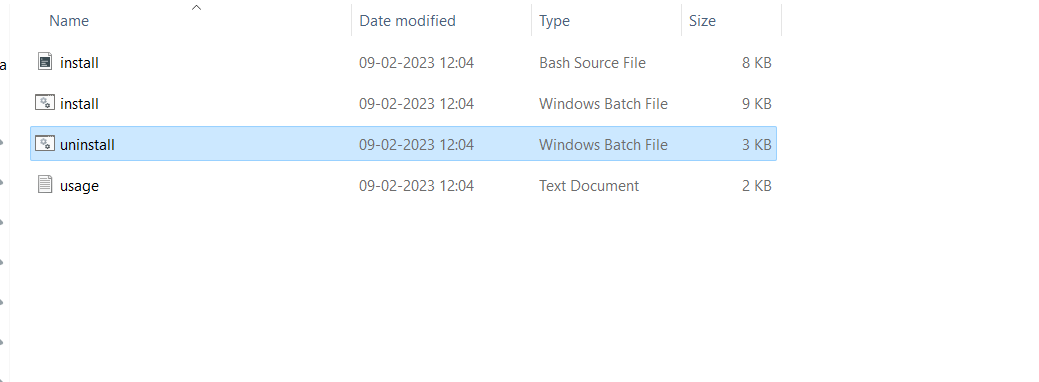 Name Date modified Type Size
a
install 09-02-2023 12:04 Bash Source File 8 KB
install 09-02-2023 12:04 Windows Batch File 9 KB
uninstall 09-02-2023 12:04 Windows Batch File 3 KB
usage 09-02-2023 12:04 Text Document 2 KB